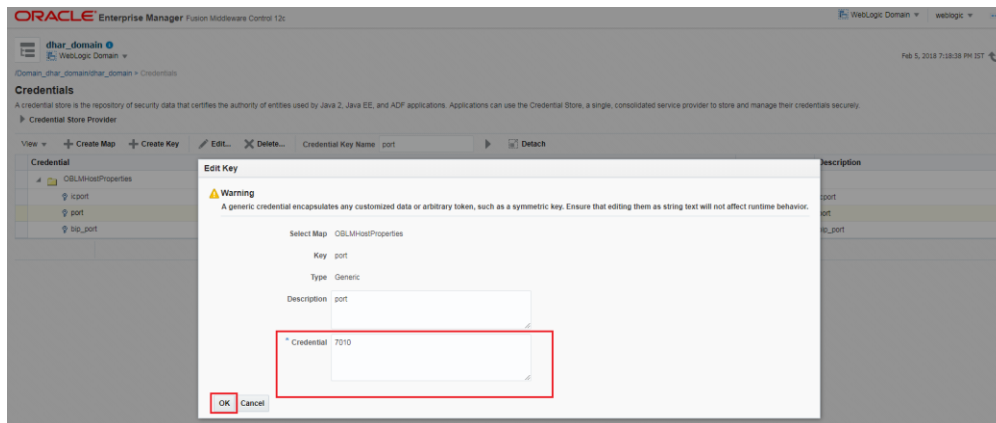 ORACLE Enterprise Manager Fusion Middleware Control 12c
WebLogic Domain weblogic
dhar_domain
WebLogic Domain
Feb 5, 2018 7:18:38 PM IST
/Domain_dhar_domain/dhar_domain > Credentials
Credentials
A credential store is the repository of security data that certifies the authority of entities used by Java 2, Java EE, and ADF applications. Applications can use the Credential Store, a single, consolidated service provider to store and manage their credentials securely.
Credential Store Provider
View Create Map Create Key Edit... Delete... Credential Key Name port Detach
Credential
OBLMHostProperties
icport
port
bip_port
Edit Key
Warning
A generic credential encapsulates any customized data or arbitrary token, such as a symmetric key. Ensure that editing them as string text will not affect runtime behavior.
Select Map OBLMHostProperties
Key port
Type Generic
Description port
* Credential 7010
OK Cancel